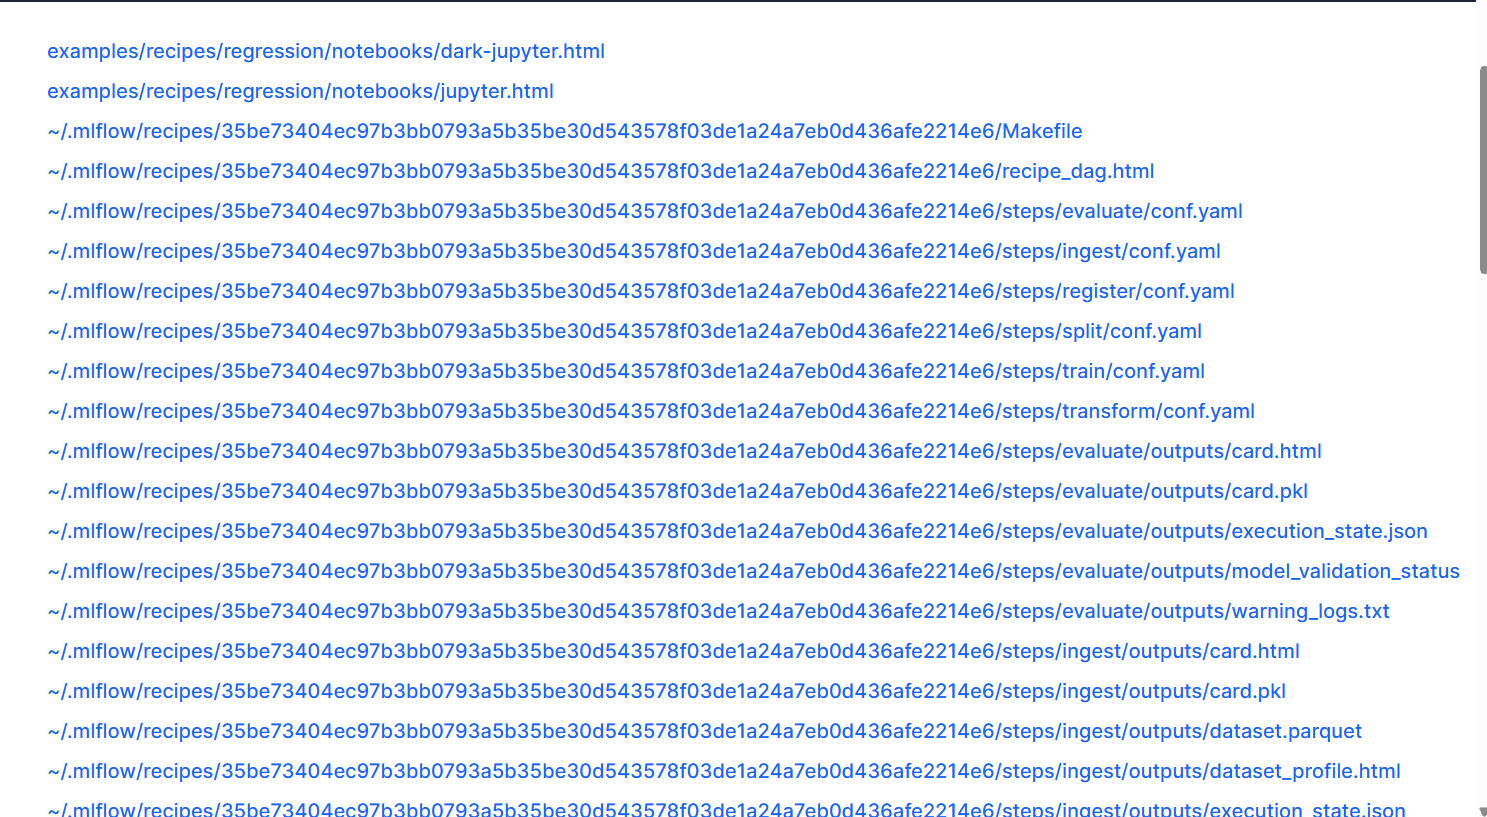 examples/recipes/regression/notebooks/dark-jupyter.html
examples/recipes/regression/notebooks/jupyter.html
~/.mlflow/recipes/35be73404ec97b3bb0793a5b35be30d543578f03de1a24a7eb0d436afe2214e6/Makefile
~/.mlflow/recipes/35be73404ec97b3bb0793a5b35be30d543578f03de1a24a7eb0d436afe2214e6/recipe_dag.html
~/.mlflow/recipes/35be73404ec97b3bb0793a5b35be30d543578f03de1a24a7eb0d436afe2214e6/steps/evaluate/conf.yaml
~/.mlflow/recipes/35be73404ec97b3bb0793a5b35be30d543578f03de1a24a7eb0d436afe2214e6/steps/ingest/conf.yaml
~/.mlflow/recipes/35be73404ec97b3bb0793a5b35be30d543578f03de1a24a7eb0d436afe2214e6/steps/register/conf.yaml
~/.mlflow/recipes/35be73404ec97b3bb0793a5b35be30d543578f03de1a24a7eb0d436afe2214e6/steps/split/conf.yaml
~/.mlflow/recipes/35be73404ec97b3bb0793a5b35be30d543578f03de1a24a7eb0d436afe2214e6/steps/train/conf.yaml
~/.mlflow/recipes/35be73404ec97b3bb0793a5b35be30d543578f03de1a24a7eb0d436afe2214e6/steps/transform/conf.yaml
~/.mlflow/recipes/35be73404ec97b3bb0793a5b35be30d543578f03de1a24a7eb0d436afe2214e6/steps/evaluate/outputs/card.html
~/.mlflow/recipes/35be73404ec97b3bb0793a5b35be30d543578f03de1a24a7eb0d436afe2214e6/steps/evaluate/outputs/card.pkl
~/.mlflow/recipes/35be73404ec97b3bb0793a5b35be30d543578f03de1a24a7eb0d436afe2214e6/steps/evaluate/outputs/execution_state.json
~/.mlflow/recipes/35be73404ec97b3bb0793a5b35be30d543578f03de1a24a7eb0d436afe2214e6/steps/evaluate/outputs/model_validation_status
~/.mlflow/recipes/35be73404ec97b3bb0793a5b35be30d543578f03de1a24a7eb0d436afe2214e6/steps/evaluate/outputs/warning_logs.txt
~/.mlflow/recipes/35be73404ec97b3bb0793a5b35be30d543578f03de1a24a7eb0d436afe2214e6/steps/ingest/outputs/card.html
~/.mlflow/recipes/35be73404ec97b3bb0793a5b35be30d543578f03de1a24a7eb0d436afe2214e6/steps/ingest/outputs/card.pkl
~/.mlflow/recipes/35be73404ec97b3bb0793a5b35be30d543578f03de1a24a7eb0d436afe2214e6/steps/ingest/outputs/dataset.parquet
~/.mlflow/recipes/35be73404ec97b3bb0793a5b35be30d543578f03de1a24a7eb0d436afe2214e6/steps/ingest/outputs/dataset_profile.html
~/.mlflow/recipes/35be73404ec97b3bb0793a5b35be30d543578f03de1a24a7eb0d436afe2214e6/steps/ingest/outputs/execution_state.json